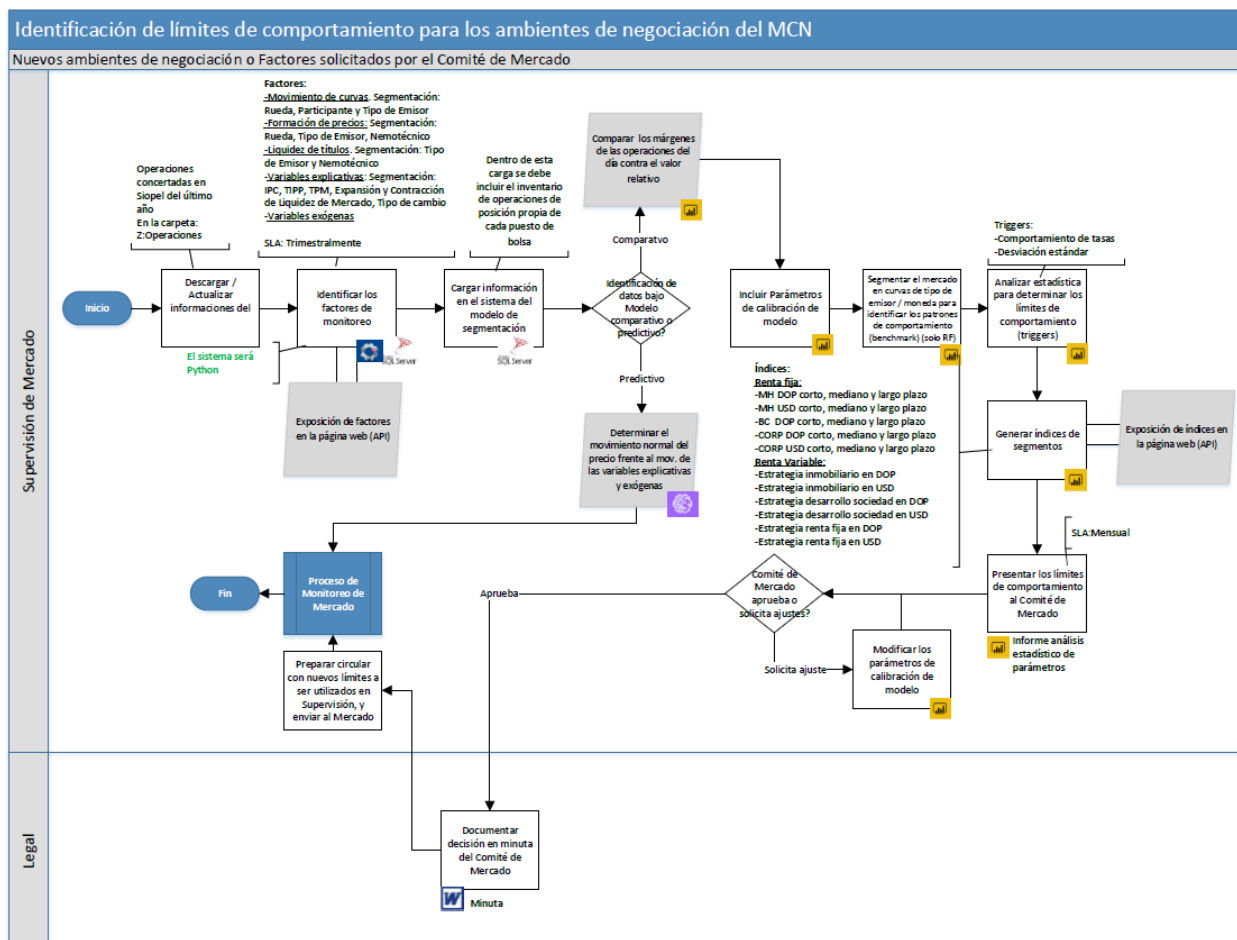 Identificación de límites de comportamiento para los ambientes de negociación del MCN
Nuevos ambientes de negociación o Factores solicitados por el Comité de Mercado
Supervisión de Mercado
Operaciones
concertadas en
Siopel del último
año
En la carpeta:
Z:Operaciones
Factores:
-Movimiento de curvas. Segmentación:
Rueda, Participante y Tipo de Emisor
-Formación de precios: Segmentación:
Rueda, Tipo de Emisor, Nemotécnico
-Liquidez de títulos. Segmentación: Tipo
de Emisor y Nemotécnico
-Variables explicativas: Segmentación:
IPC, TIPP, TPM, Expansión y Contracción
de Liquidez de Mercado, Tipo de cambio
-Variables exógenas
SLA: Trimestralmente
Dentro de esta
carga se debe
incluir el inventario
de operaciones de
posición propia de
cada puesto de
bolsa
Comparar los márgenes
de las operaciones del
día contra el valor
relativo
Comparatvo
Triggers:
-Comportamiento de tasas
-Desviación estándar
Inicio
Descargar /
Actualizar
informaciones del
Identificar los
factores de
monitoreo
SQL Server
Cargar información
en el sistema del
modelo de
segmentación
SQL Server
Identificación de
datos bajo
Modelo
comparativo o
predictivo?
Incluir Parámetros
de calibración de
modelo
Segmentar el mercado
en curvas de tipo de
emisor / moneda para
identificar los patrones
de comportamiento
(benchmark) (solo RF)
Analizar estadística
para determinar los
límites de
comportamiento
(triggers)
El sistema será
Python
Exposición de factores
en la página web (API)
Predictivo
Determinar el
movimiento normal del
precio frente al mov. de
las variables explicativas
y exógenas
Índices:
Renta fija:
-MH DOP corto, mediano y largo plazo
-MH USD corto, mediano y largo plazo
-BC DOP corto, mediano y largo plazo
-CORP DOP corto, mediano y largo plazo
-CORP USD corto, mediano y largo plazo
Renta Variable:
-Estrategia inmobiliario en DOP
-Estrategia inmobiliario en USD
-Estrategia desarrollo sociedad en DOP
-Estrategia desarrollo sociedad en USD
-Estrategia renta fija en DOP
-Estrategia renta fija en USD
Generar índices de
segmentos
Exposición de índices en
la página web (API)
SLA:Mensual
Fin
Proceso de
Monitoreo de
Mercado
Aprueba
Comité de
Mercado
aprueba o
solicita ajustes?
Presentar los límites
de comportamiento
al Comité de
Mercado
Informe análisis
estadístico de
parámetros
Solicita ajuste
Modificar los
parámetros de
calibración de
modelo
Preparar circular
con nuevos límites a
ser utilizados en
Supervisión, y
enviar al Mercado
Legal
Documentar
decisión en minuta
del Comité de
Mercado
Minuta